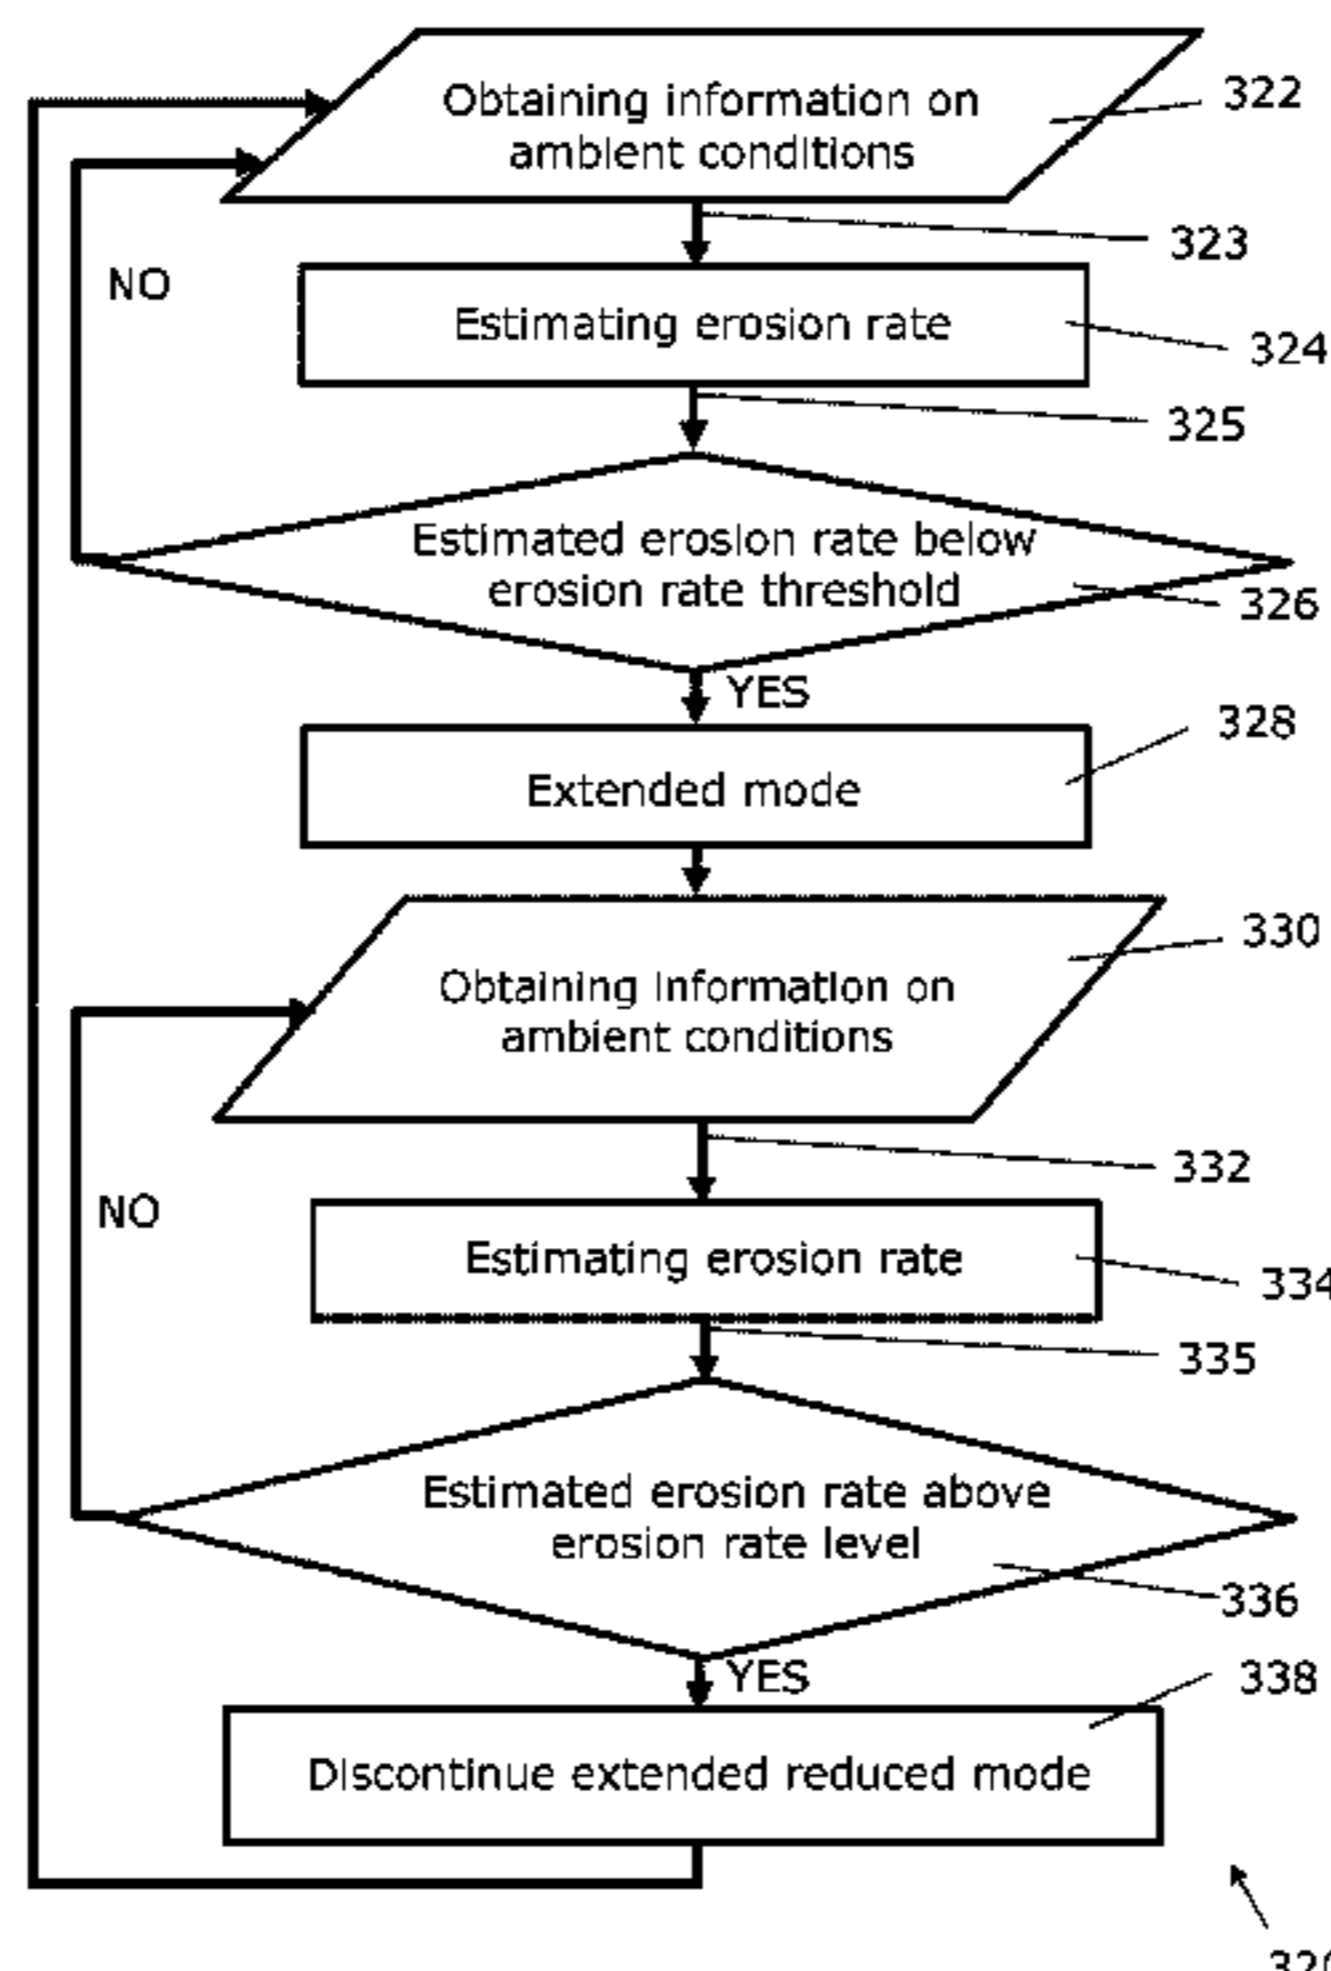 Obtaining information on
ambient conditions
322
323
NO
Estimating erosion rate
324
325
Estimated erosion rate below
erosion rate threshold
326
YES
328
Extended mode
330
Obtaining information on
ambient conditions
332
NO
Estimating erosion rate
334
335
Estimated erosion rate above
erosion rate level
336
YES
338
Discontinue extended reduced mode